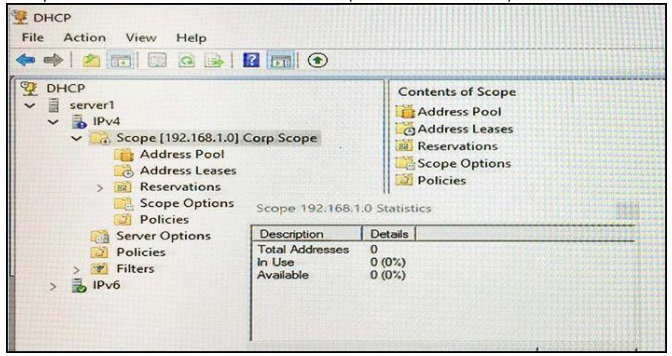 DHCP
File Action View Help
DHCP
server1
IPv4
Scope [192.168.1.0] Corp Scope
Address Pool
Address Leases
Reservations
Scope Options
Policies
Server Options
Policies
Filters
IPv6
Contents of Scope
Address Pool
Address Leases
Reservations
Scope Options
Policies
Scope 192.168.1.0 Statistics
Description Details
Total Addresses 0
In Use 0 (0%)
Available 0 (0%)